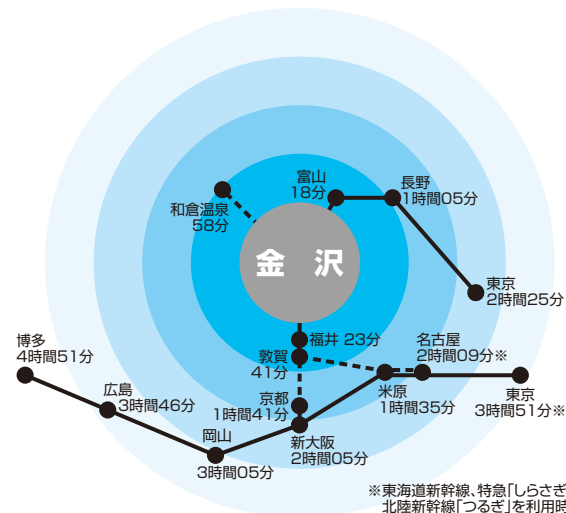 富山
18分
長野
1時間05分
和倉温泉
58分
金 沢
東京
2時間25分
福井 23分
敦賀
41分
名古屋
2時間09分※
博多
4時間51分
京都
1時間41分
米原
1時間35分
東京
3時間51分※
広島
3時間46分
岡山
3時間05分
新大阪
2時間05分
※東海道新幹線、特急「しらさぎ
北陸新幹線「つるぎ」を利用時